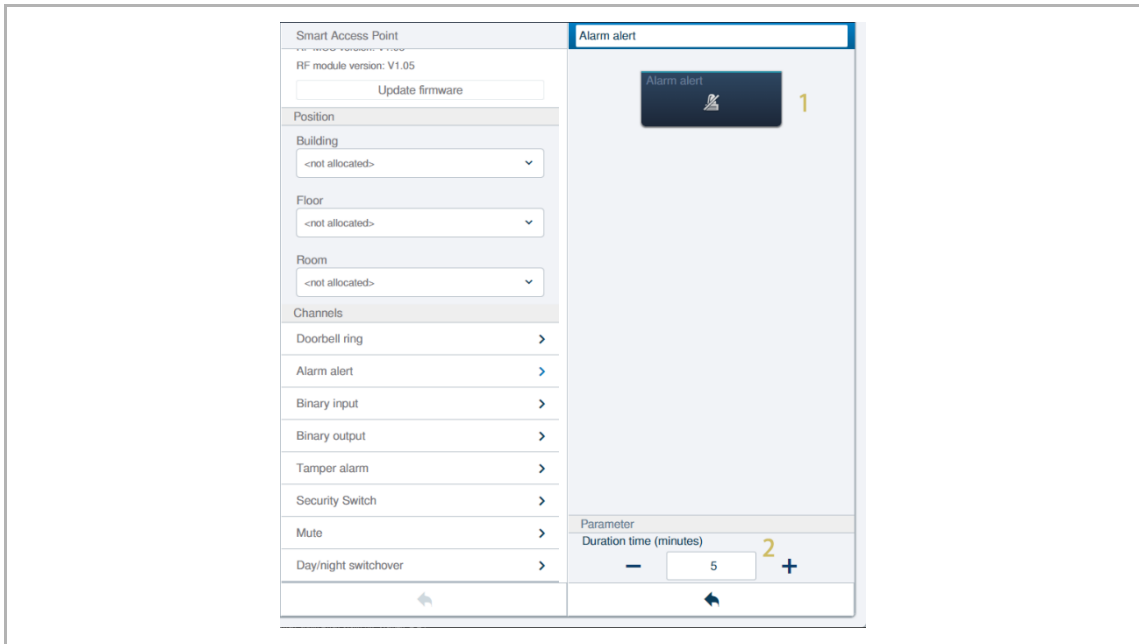 Smart Access Point
RF module version: V1.05
Update firmware
Position
Building
<not allocated>
Floor
<not allocated>
Room
<not allocated>
Channels
Doorbell ring
Alarm alert
Binary input
Binary output
Tamper alarm
Security Switch
Mute
Day/night switchover
Alarm alert
Alarm alert
1
Parameter
Duration time (minutes)
2
5